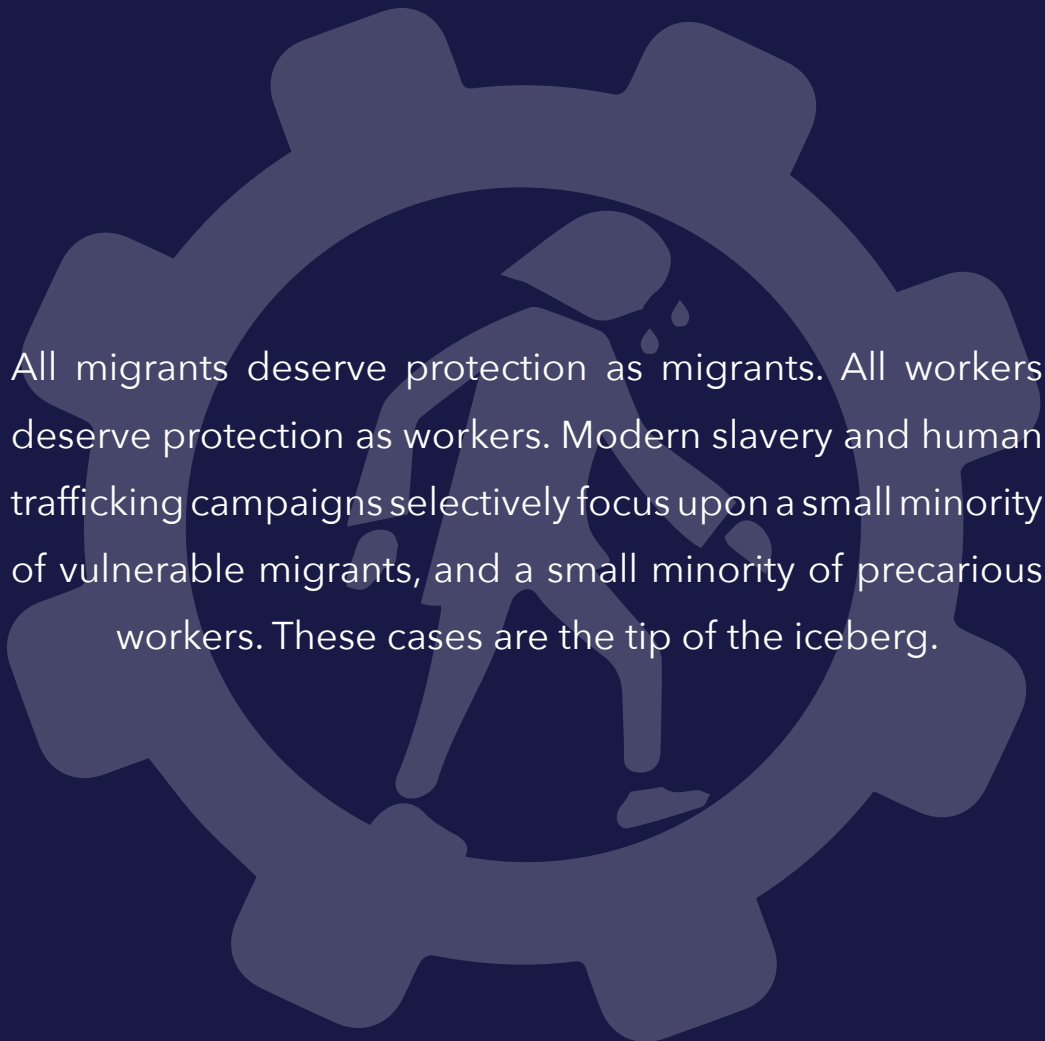 All migrants deserve protection as migrants. All workers
deserve protection as workers. Modern slavery and human
trafficking campaigns selectively focus upon a small minority
of vulnerable migrants, and a small minority of precarious
workers. These cases are the tip of the iceberg.